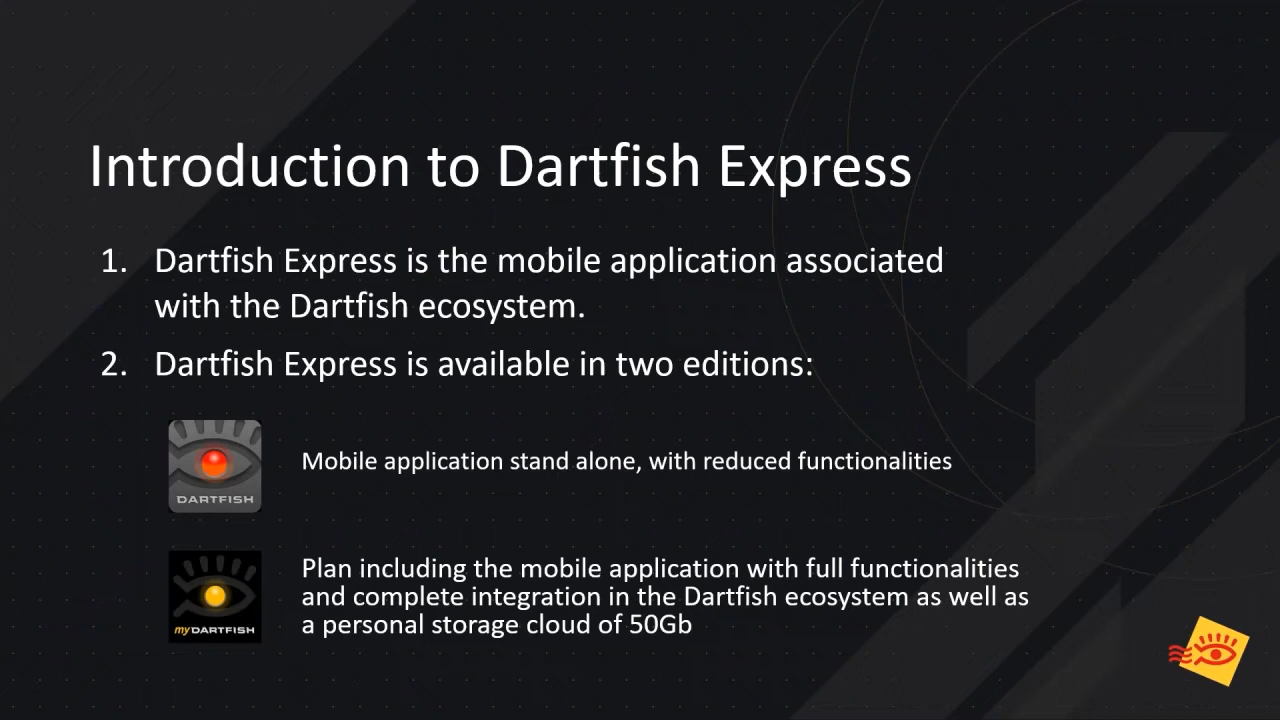 Introduction to Dartfish Express
1. Dartfish Express is the mobile application associated
with the Dartfish ecosystem.
2. Dartfish Express is available in two editions:
DARTFISH
Mobile application stand alone, with reduced functionalities
myDARTFISH
Plan including the mobile application with full functionalities
and complete integration in the Dartfish ecosystem as well as
a personal storage cloud of 50Gb